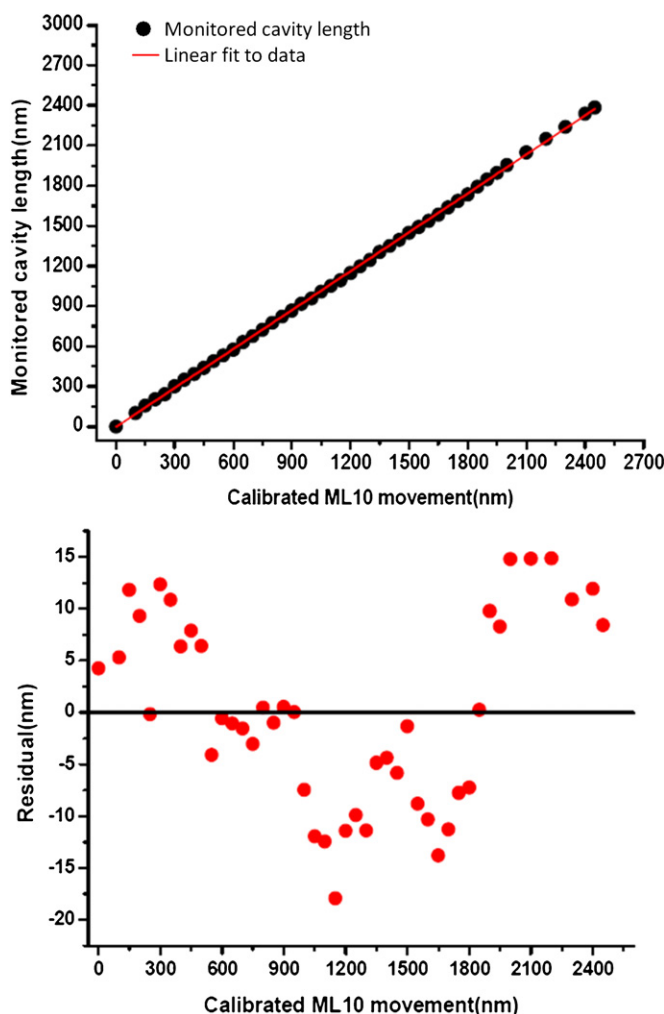 3000
2700
2400
2100
1800
1500
1200
900
600
300
0
Monitored cavity length(nm)
Monitored cavity length
Linear fit to data
0 300 600 900 1200 1500 1800 2100 2400 2700
Calibrated ML10 movement(nm)
15
10
5
0
-5
-10
-15
-20
Residual(nm)
0 300 600 900 1200 1500 1800 2100 2400
Calibrated ML10 movement(nm)